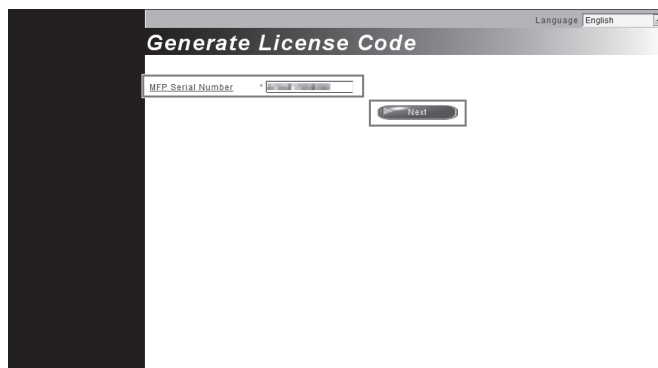 Language English
Generate License Code
MFP Serial Number *
Next